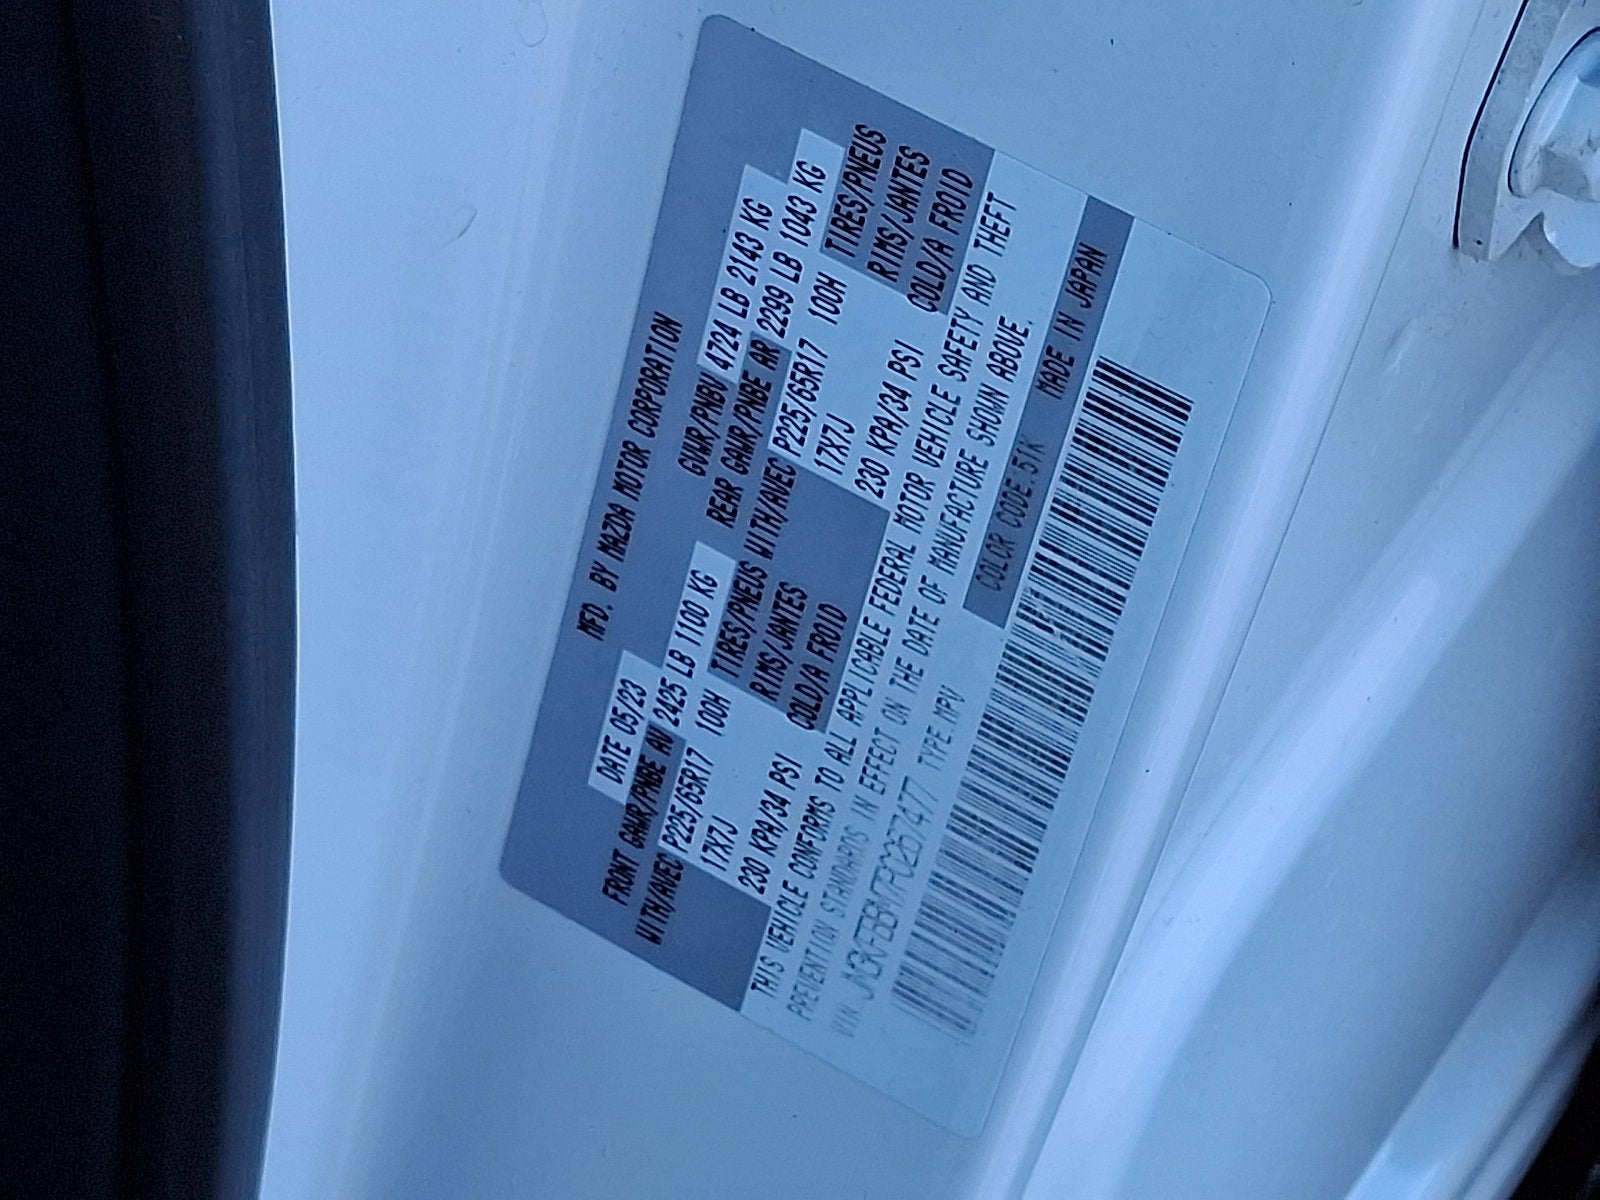 MFD. BY MAZDA MOTOR CORPORATION
DATE 05/23 GVWR/PNBV 4724 LB 2143 KG
FRONT GAWR/PNBE AV 2425 LB 1100 KG REAR GAWR/PNBE AR 2299 LB 1043 KG
WITH/AVEC P225/65R17 100H TIRES/PNEUS WITH/AVEC P225/65R17 100H TIRES/PNEUS
17X7J RIMS/JANTES 17X7J RIMS/JANTES
230 KPA/34 PSI COLD/A FROID 230 KPA/34 PSI COLD/A FROID
THIS VEHICLE CONFORMS TO ALL APPLICABLE FEDERAL MOTOR VEHICLE SAFETY AND THEFT
PREVENTION STANDARDS IN EFFECT ON THE DATE OF MANUFACTURE SHOWN ABOVE.
VIN. JM3KFBBM7P0267477 TYPE.MPV COLOR CODE.51K MADE IN JAPAN